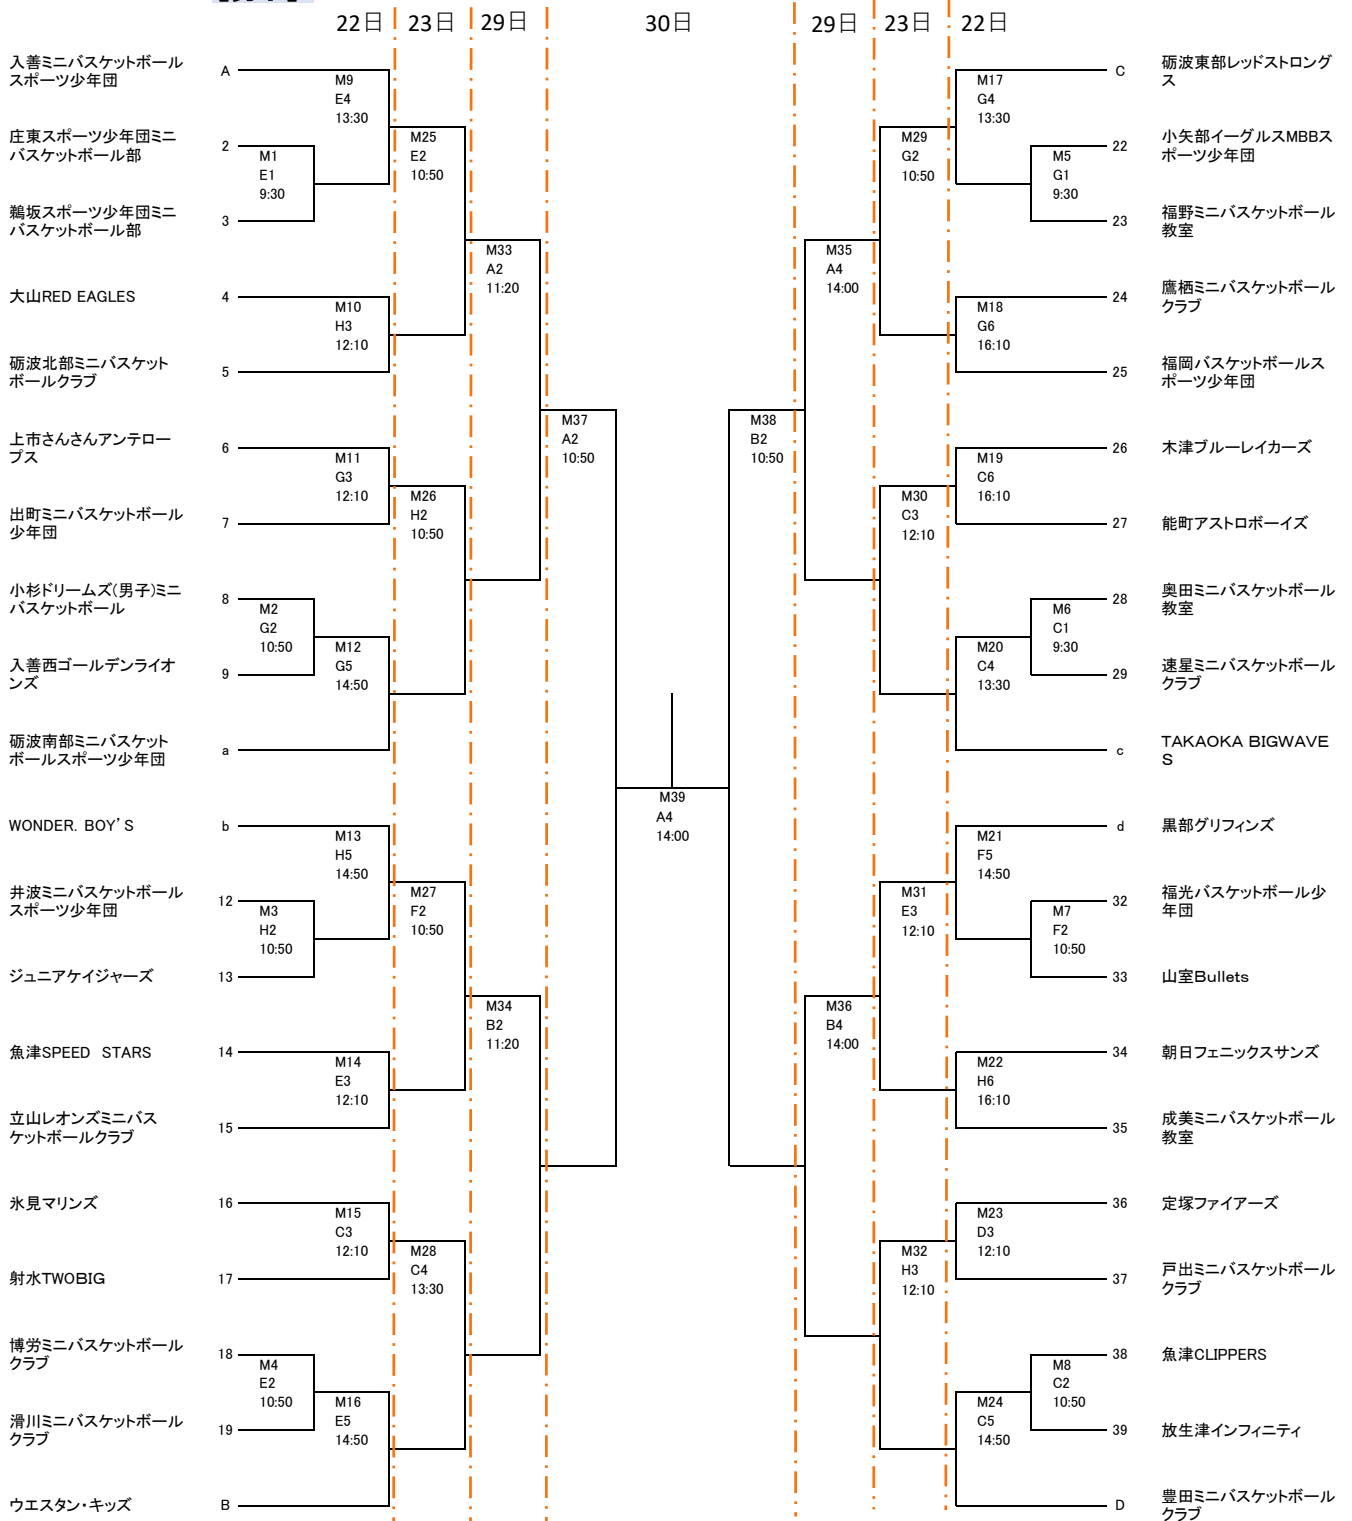 22日
23日
29日
30日
29日
23日
22日
入善ミニバスケットボール
スポーツ少年団
A
M9
E4
13:30
庄東スポーツ少年団ミニ
バスケットボール部
2
M1
E1
9:30
M25
E2
10:50
鵜坂スポーツ少年団ミニ
バスケットボール部
3
M33
A2
11:20
大山RED EAGLES
4
M10
H3
12:10
砺波北部ミニバスケット
ボールクラブ
5
M37
A2
10:50
上市さんさんアンテロー
プス
6
M11
G3
12:10
出町ミニバスケットボール
少年団
7
M26
H2
10:50
小杉ドリームズ(男子)ミニ
バスケットボール
8
M2
G2
10:50
入善西ゴールデンライオ
ンズ
9
M12
G5
14:50
砺波南部ミニバスケット
ボールスポーツ少年団
a
M39
A4
14:00
WONDER. BOY'S
b
M13
H5
14:50
井波ミニバスケットボール
スポーツ少年団
12
M3
H2
10:50
M27
F2
10:50
ジュニアケイジャーズ
13
M34
B2
11:20
魚津SPEED STARS
14
M14
E3
12:10
立山レオンズミニバス
ケットボールクラブ
15
氷見マリンズ
16
M15
C3
12:10
M28
C4
13:30
射水TWOBIG
17
博労ミニバスケットボール
クラブ
18
M4
E2
10:50
滑川ミニバスケットボール
クラブ
19
M16
E5
14:50
ウエスタン・キッズ
B
M17
G4
13:30
C
砺波東部レッドストロング
ス
M29
G2
10:50
M5
G1
9:30
22
小矢部イーグルスMBBス
ポーツ少年団
23
福野ミニバスケットボール
教室
M35
A4
14:00
M18
G6
16:10
24
鷹栖ミニバスケットボール
クラブ
25
福岡バスケットボールス
ポーツ少年団
M38
B2
10:50
M19
C6
16:10
26
木津ブルーレイカーズ
M30
C3
12:10
27
能町アストロボーイズ
M6
C1
9:30
28
奥田ミニバスケットボール
教室
M20
C4
13:30
29
速星ミニバスケットボール
クラブ
c
TAKAOKA BIGWAVE
S
M21
F5
14:50
d
黒部グリフィンズ
M31
E3
12:10
M7
F2
10:50
32
福光バスケットボール少
年団
33
山室Bullets
M36
B4
14:00
M22
H6
16:10
34
朝日フェニックスサンズ
35
成美ミニバスケットボール
教室
M23
D3
12:10
36
定塚ファイアーズ
M32
H3
12:10
37
戸出ミニバスケットボール
クラブ
M8
C2
10:50
38
魚津CLIPPERS
M24
C5
14:50
39
放生津インフィニティ
D
豊田ミニバスケットボール
クラブ